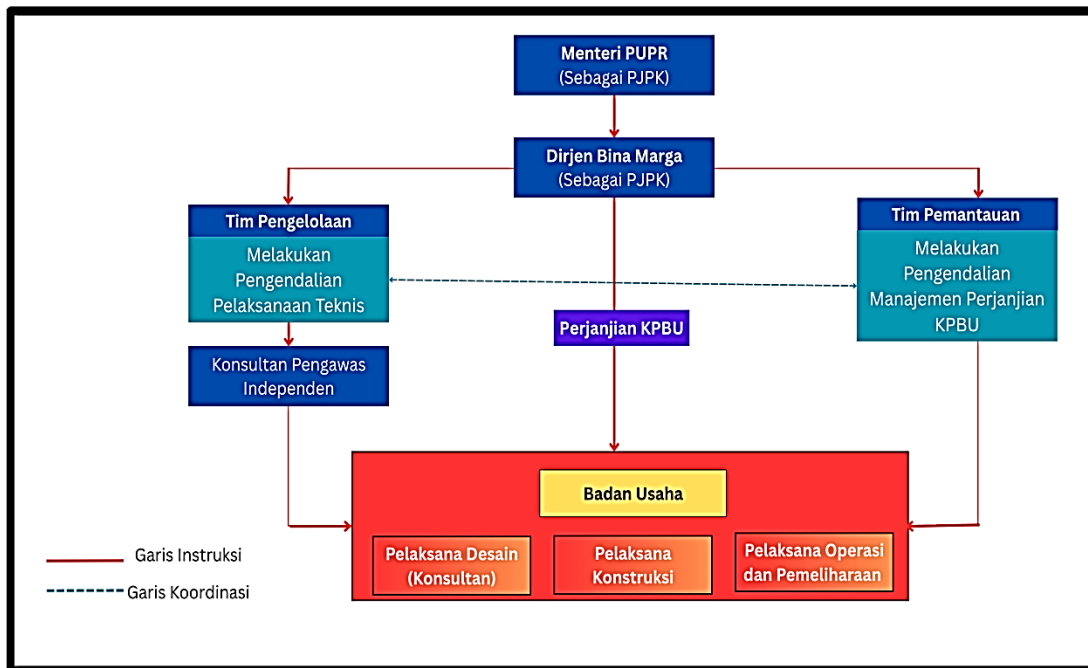 Menteri PUPR
(Sebagai PJPK)
Dirjen Bina Marga
(Sebagai PJPK)
Tim Pengelolaan
Melakukan
Pengendalian
Pelaksanaan Teknis
Tim Pemantauan
Melakukan
Pengendalian
Manajemen Perjanjian
KPBU
Perjanjian KPBU
Konsultan Pengawas
Independen
Badan Usaha
Pelaksana Desain
(Konsultan)
Pelaksana
Konstruksi
Pelaksana Operasi
dan Pemeliharaan
Garis Instruksi
Garis Koordinasi